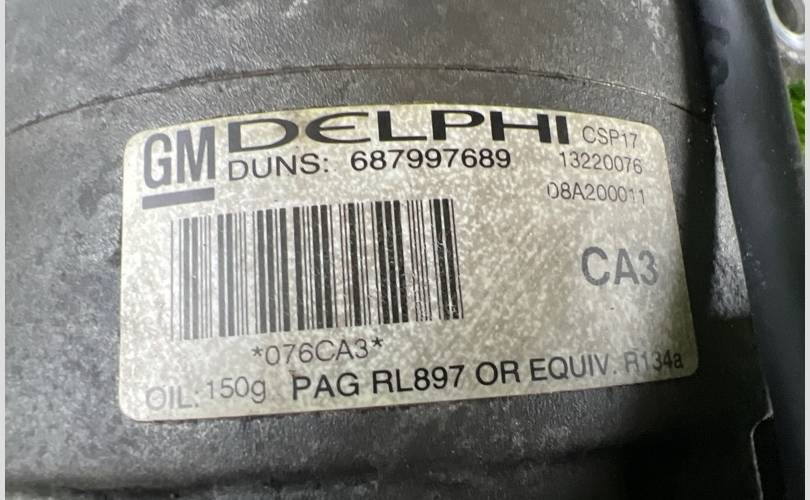 GM DELPHI CSP17
DUNS: 687997689 13220076
08A200011
CA3
*076CA3*
OIL: 150g PAG RL897 OR EQUIV. R134a